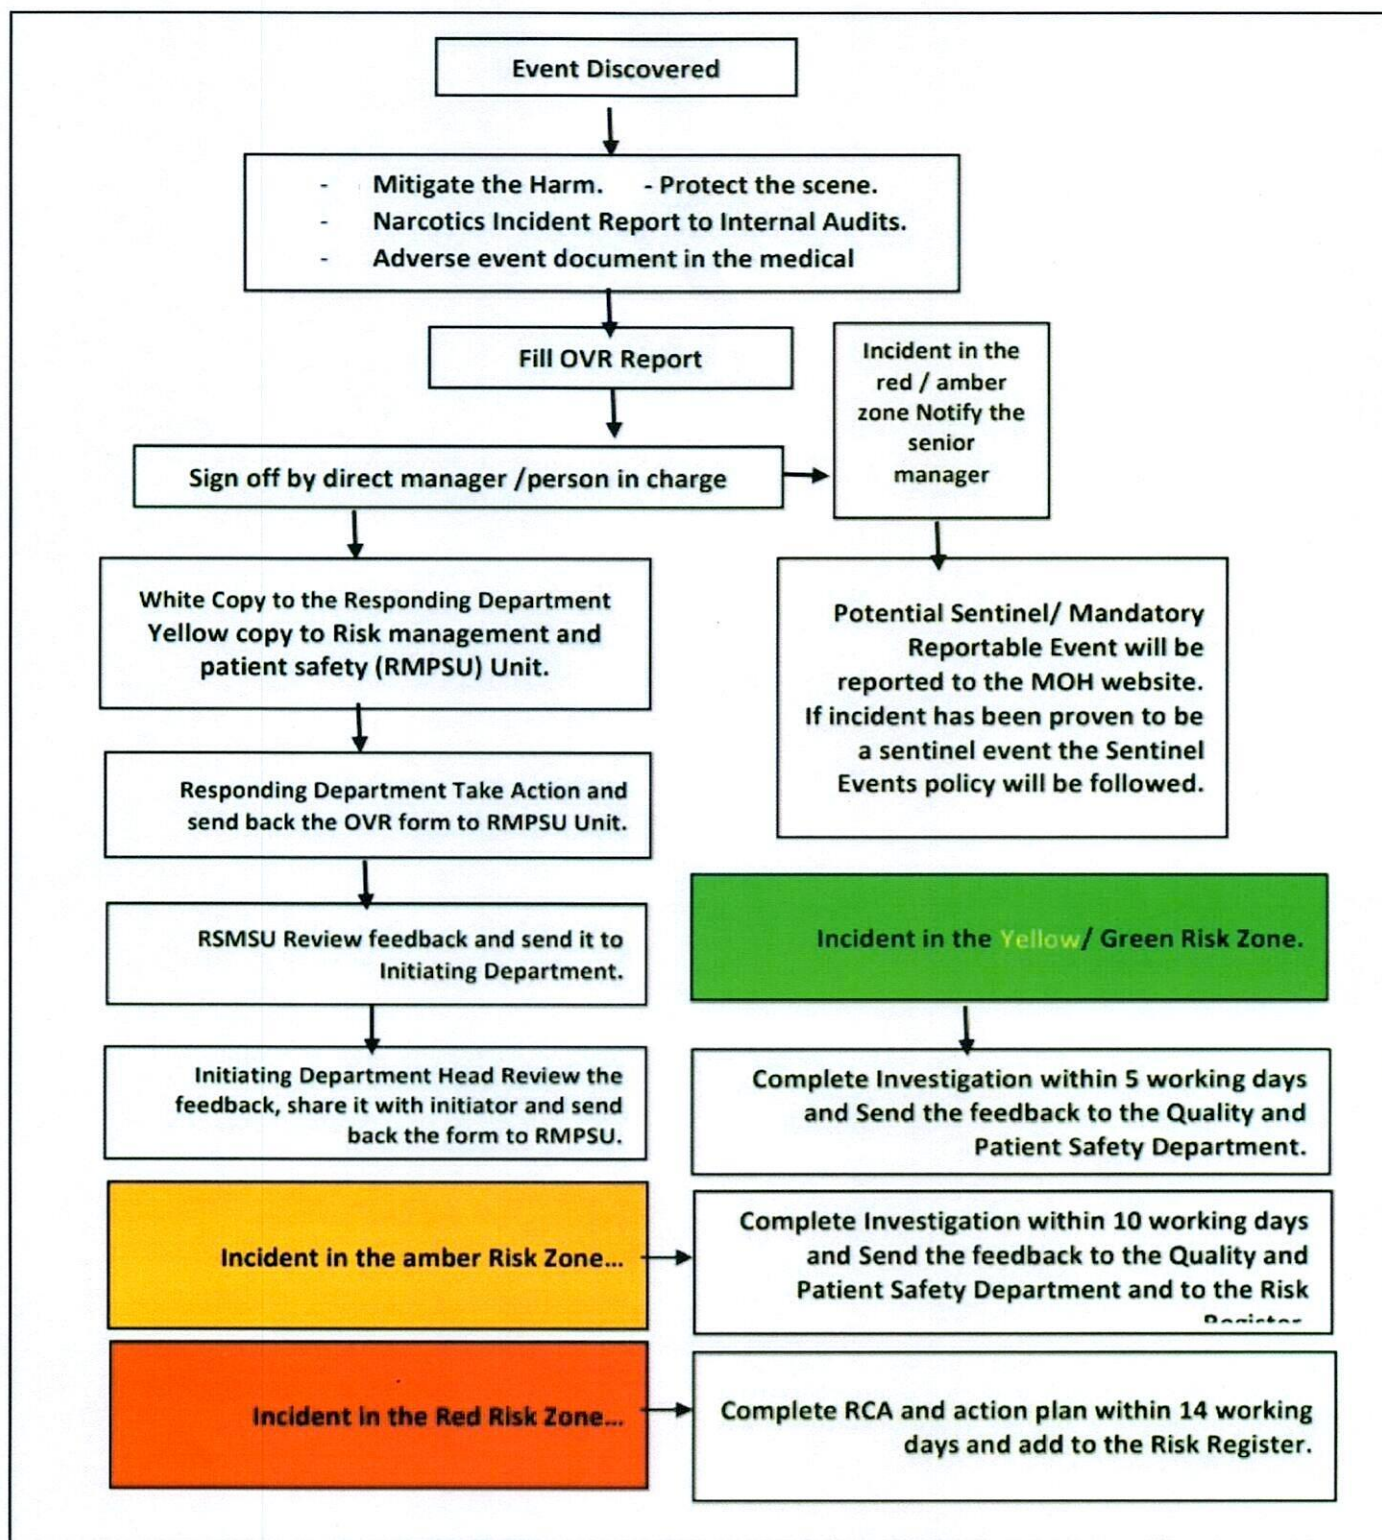 Event Discovered
- Mitigate the Harm. - Protect the scene.
- Narcotics Incident Report to Internal Audits.
- Adverse event document in the medical
Fill OVR Report
Incident in the
red / amber
zone Notify the
senior
manager
Sign off by direct manager /person in charge
White Copy to the Responding Department
Yellow copy to Risk management and
patient safety (RMPSU) Unit.
Potential Sentinel/ Mandatory
Reportable Event will be
reported to the MOH website.
If incident has been proven to be
a sentinel event the Sentinel
Events policy will be followed.
Responding Department Take Action and
send back the OVR form to RMPSU Unit.
RSMSU Review feedback and send it to
Initiating Department.
Incident in the Yellow/ Green Risk Zone.
Initiating Department Head Review the
feedback, share it with initiator and send
back the form to RMPSU.
Complete Investigation within 5 working days
and Send the feedback to the Quality and
Patient Safety Department.
Incident in the amber Risk Zone...
Complete Investigation within 10 working days
and Send the feedback to the Quality and
Patient Safety Department and to the Risk
Register.
Incident in the Red Risk Zone...
Complete RCA and action plan within 14 working
days and add to the Risk Register.